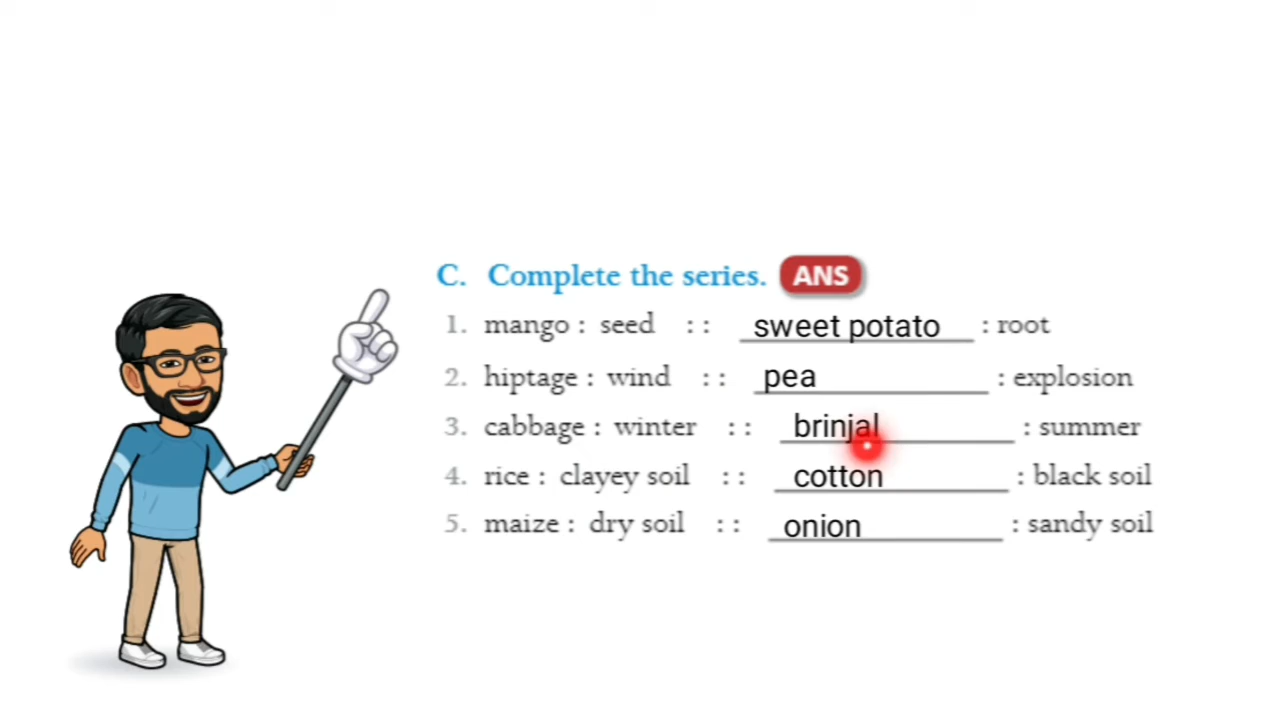 C. Complete the series. ANS
1. mango : seed : : sweet potato : root
2. hiptage : wind : : pea : explosion
3. cabbage : winter : : brinjal : summer
4. rice : clayey soil : : cotton : black soil
5. maize : dry soil : : onion : sandy soil